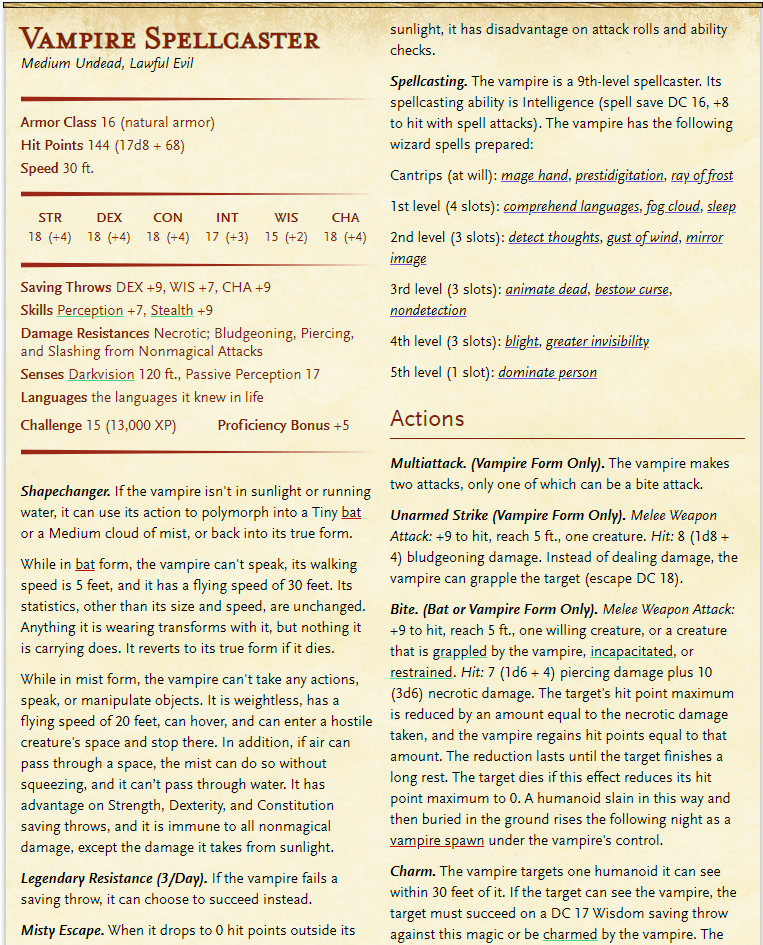 Vampire Spellcaster
Medium Undead, Lawful Evil
Armor Class 16 (natural armor)
Hit Points 144 (17d8 + 68)
Speed 30 ft.
STR DEX CON INT WIS CHA
18 (+4) 18 (+4) 18 (+4) 17 (+3) 15 (+2) 18 (+4)
Saving Throws DEX +9, WIS +7, CHA +9
Skills Perception +7, Stealth +9
Damage Resistances Necrotic; Bludgeoning, Piercing,
and Slashing from Nonmagical Attacks
Senses Darkvision 120 ft., Passive Perception 17
Languages the languages it knew in life
Challenge 15 (13,000 XP) Proficiency Bonus +5
Shapechanger. If the vampire isn't in sunlight or running
water, it can use its action to polymorph into a Tiny bat
or a Medium cloud of mist, or back into its true form.
While in bat form, the vampire can't speak, its walking
speed is 5 feet, and it has a flying speed of 30 feet. Its
statistics, other than its size and speed, are unchanged.
Anything it is wearing transforms with it, but nothing it
is carrying does. It reverts to its true form if it dies.
While in mist form, the vampire can't take any actions,
speak, or manipulate objects. It is weightless, has a
flying speed of 20 feet, can hover, and can enter a hostile
creature's space and stop there. In addition, if air can
pass through a space, the mist can do so without
squeezing, and it can't pass through water. It has
advantage on Strength, Dexterity, and Constitution
saving throws, and it is immune to all nonmagical
damage, except the damage it takes from sunlight.
Legendary Resistance (3/Day). If the vampire fails a
saving throw, it can choose to succeed instead.
Misty Escape. When it drops to 0 hit points outside its
sunlight, it has disadvantage on attack rolls and ability
checks.
Spellcasting. The vampire is a 9th-level spellcaster. Its
spellcasting ability is Intelligence (spell save DC 16, +8
to hit with spell attacks). The vampire has the following
wizard spells prepared:
Cantrips (at will): mage hand, prestidigitation, ray of frost
1st level (4 slots): comprehend languages, fog cloud, sleep
2nd level (3 slots): detect thoughts, gust of wind, mirror
image
3rd level (3 slots): animate dead, bestow curse,
nondetection
4th level (3 slots): blight, greater invisibility
5th level (1 slot): dominate person
Actions
Multiattack. (Vampire Form Only). The vampire makes
two attacks, only one of which can be a bite attack.
Unarmed Strike (Vampire Form Only). Melee Weapon
Attack: +9 to hit, reach 5 ft., one creature. Hit: 8 (1d8 +
4) bludgeoning damage. Instead of dealing damage, the
vampire can grapple the target (escape DC 18).
Bite. (Bat or Vampire Form Only). Melee Weapon Attack:
+9 to hit, reach 5 ft., one willing creature, or a creature
that is grappled by the vampire, incapacitated, or
restrained. Hit: 7 (1d6 + 4) piercing damage plus 10
(3d6) necrotic damage. The target's hit point maximum
is reduced by an amount equal to the necrotic damage
taken, and the vampire regains hit points equal to that
amount. The reduction lasts until the target finishes a
long rest. The target dies if this effect reduces its hit
point maximum to 0. A humanoid slain in this way and
then buried in the ground rises the following night as a
vampire spawn under the vampire's control.
Charm. The vampire targets one humanoid it can see
within 30 feet of it. If the target can see the vampire, the
target must succeed on a DC 17 Wisdom saving throw
against this magic or be charmed by the vampire. The